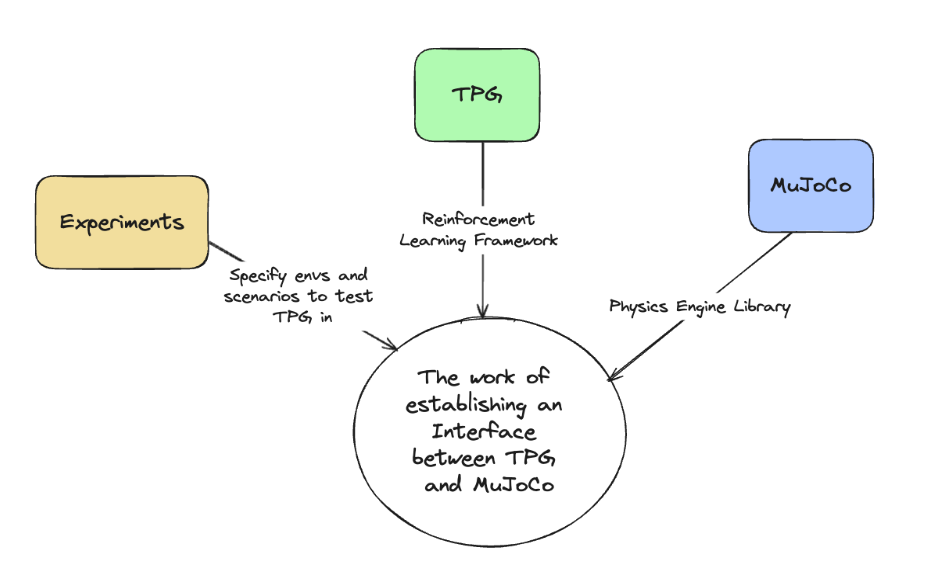 TPG
MuJoCo
Experiments
Reinforcement
Learning Framework
Specify envs and
scenarios to test
TPG in
Physics Engine Library
The work of
establishing an
Interface
between TPG
and MuJoCo